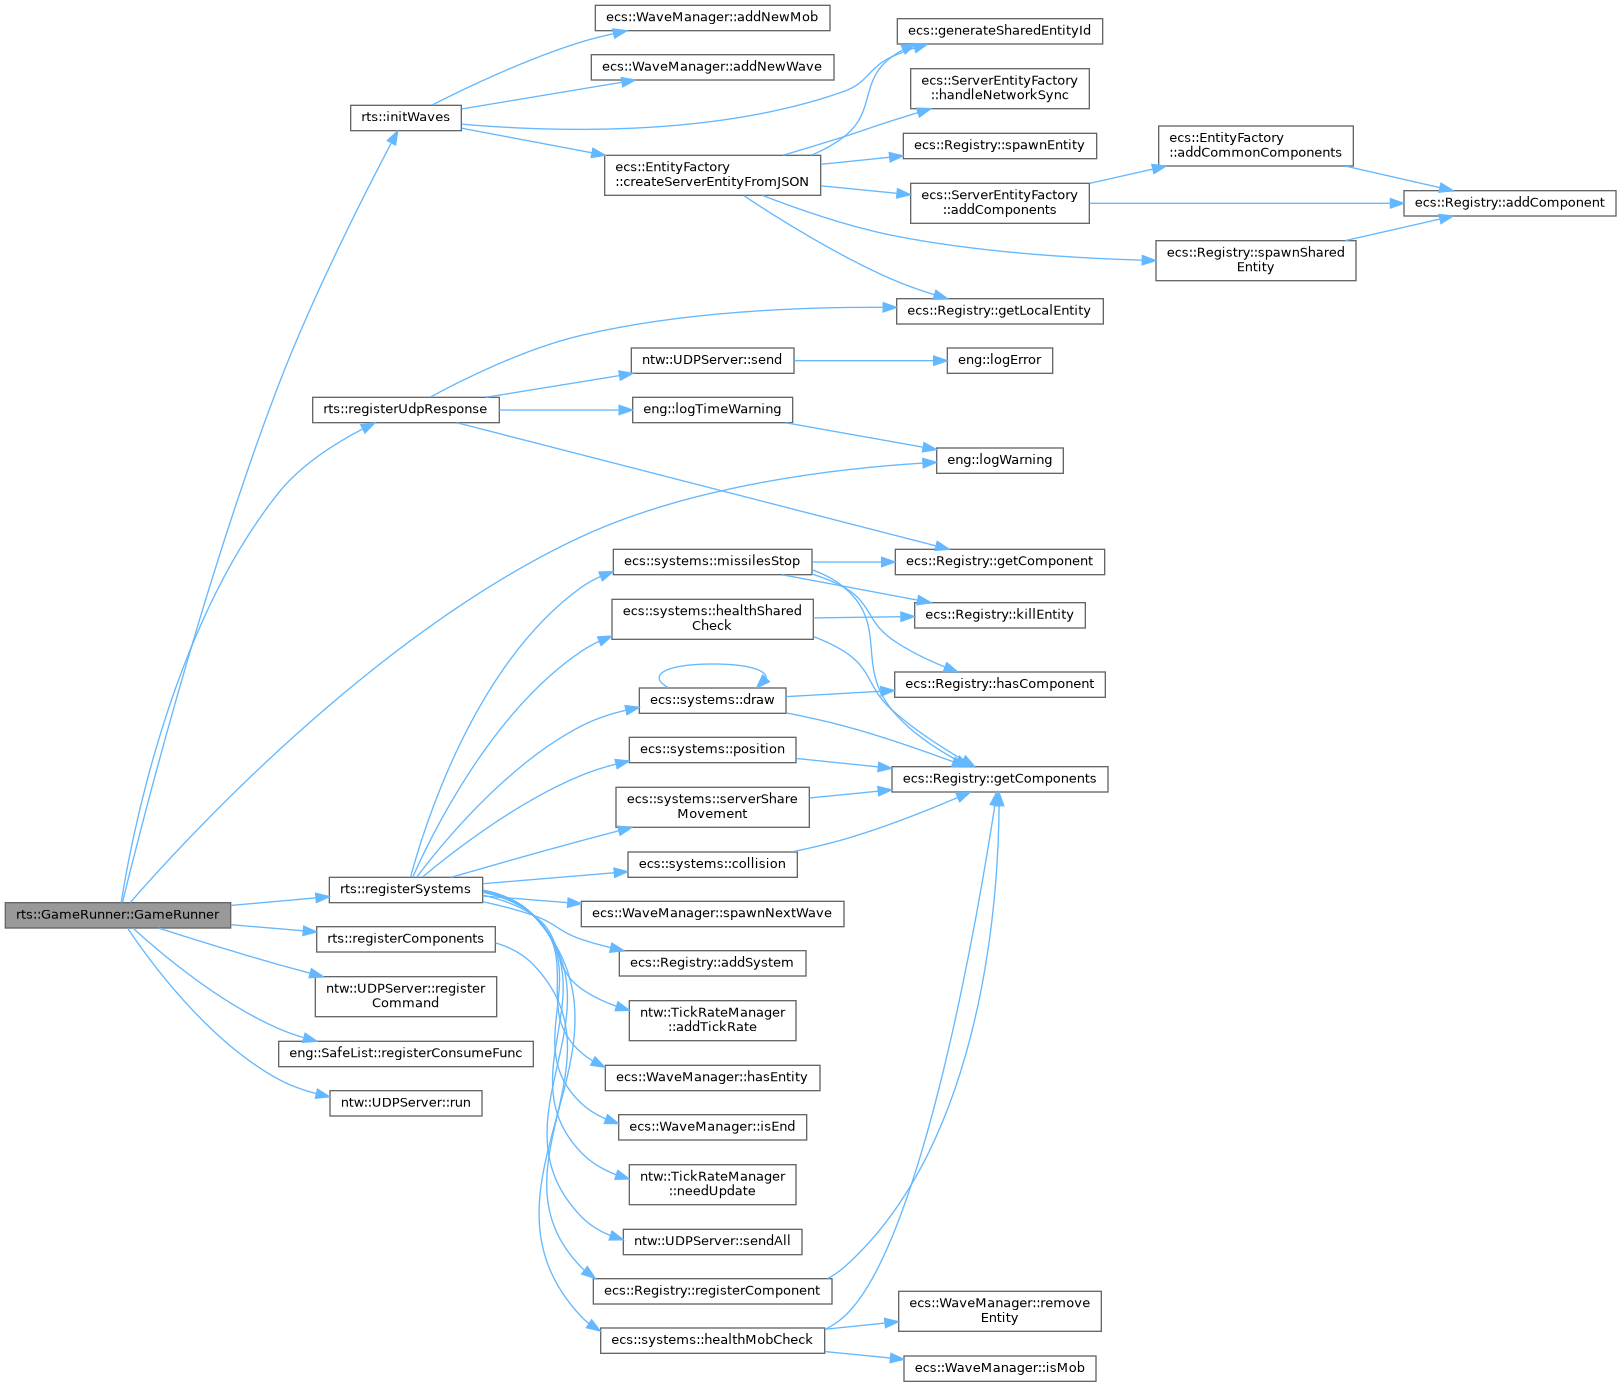 ecs::WaveManager::addNewMob
ecs::generateSharedEntityId
ecs::WaveManager::addNewWave
ecs::ServerEntityFactory
::handleNetworkSync
rts::initWaves
ecs::Registry::spawnEntity
ecs::EntityFactory
::addCommonComponents
ecs::EntityFactory
::createServerEntityFromJSON
ecs::ServerEntityFactory
::addComponents
ecs::Registry::addComponent
ecs::Registry::spawnShared
Entity
ecs::Registry::getLocalEntity
ntw::UDPServer::send
eng::logError
rts::registerUdpResponse
eng::logTimeWarning
eng::logWarning
ecs::systems::missilesStop
ecs::Registry::getComponent
ecs::systems::healthShared
Check
ecs::Registry::killEntity
ecs::Registry::hasComponent
ecs::systems::draw
ecs::systems::position
ecs::Registry::getComponents
ecs::systems::serverShare
Movement
ecs::systems::collision
rts::registerSystems
rts::GameRunner::GameRunner
ecs::WaveManager::spawnNextWave
rts::registerComponents
ecs::Registry::addSystem
ntw::UDPServer::register
Command
ntw::TickRateManager
::addTickRate
eng::SafeList::registerConsumeFunc
ecs::WaveManager::hasEntity
ntw::UDPServer::run
ecs::WaveManager::isEnd
ntw::TickRateManager
::needUpdate
ntw::UDPServer::sendAll
ecs::Registry::registerComponent
ecs::WaveManager::remove
Entity
ecs::systems::healthMobCheck
ecs::WaveManager::isMob